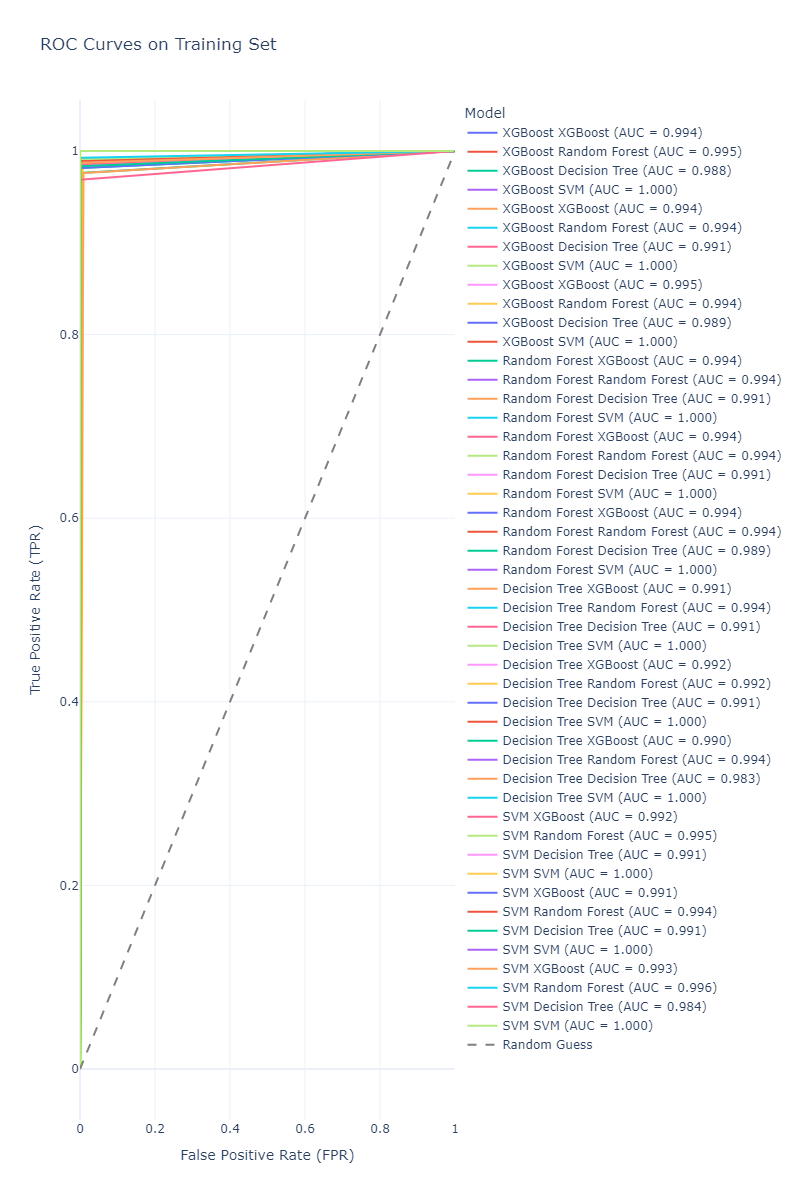 ROC Curves on Training Set
Model
XGBoost XGBoost (AUC = 0.994)
XGBoost Random Forest (AUC = 0.995)
XGBoost Decision Tree (AUC = 0.988)
XGBoost SVM (AUC = 1.000)
XGBoost XGBoost (AUC = 0.994)
XGBoost Random Forest (AUC = 0.994)
XGBoost Decision Tree (AUC = 0.991)
XGBoost SVM (AUC = 1.000)
XGBoost XGBoost (AUC = 0.995)
XGBoost Random Forest (AUC = 0.994)
XGBoost Decision Tree (AUC = 0.989)
XGBoost SVM (AUC = 1.000)
Random Forest XGBoost (AUC = 0.994)
Random Forest Random Forest (AUC = 0.994)
Random Forest Decision Tree (AUC = 0.991)
Random Forest SVM (AUC = 1.000)
Random Forest XGBoost (AUC = 0.994)
Random Forest Random Forest (AUC = 0.994)
Random Forest Decision Tree (AUC = 0.991)
Random Forest SVM (AUC = 1.000)
Random Forest XGBoost (AUC = 0.994)
Random Forest Random Forest (AUC = 0.994)
Random Forest Decision Tree (AUC = 0.989)
Random Forest SVM (AUC = 1.000)
Decision Tree XGBoost (AUC = 0.991)
Decision Tree Random Forest (AUC = 0.994)
Decision Tree Decision Tree (AUC = 0.991)
Decision Tree SVM (AUC = 1.000)
Decision Tree XGBoost (AUC = 0.992)
Decision Tree Random Forest (AUC = 0.992)
Decision Tree Decision Tree (AUC = 0.991)
Decision Tree SVM (AUC = 1.000)
Decision Tree XGBoost (AUC = 0.990)
Decision Tree Random Forest (AUC = 0.994)
Decision Tree Decision Tree (AUC = 0.983)
Decision Tree SVM (AUC = 1.000)
SVM XGBoost (AUC = 0.992)
SVM Random Forest (AUC = 0.995)
SVM Decision Tree (AUC = 0.991)
SVM SVM (AUC = 1.000)
SVM XGBoost (AUC = 0.991)
SVM Random Forest (AUC = 0.994)
SVM Decision Tree (AUC = 0.991)
SVM SVM (AUC = 1.000)
SVM XGBoost (AUC = 0.993)
SVM Random Forest (AUC = 0.996)
SVM Decision Tree (AUC = 0.984)
SVM SVM (AUC = 1.000)
Random Guess
1
0.8
0.6
0.4
0.2
0
True Positive Rate (TPR)
0 0.2 0.4 0.6 0.8 1
False Positive Rate (FPR)